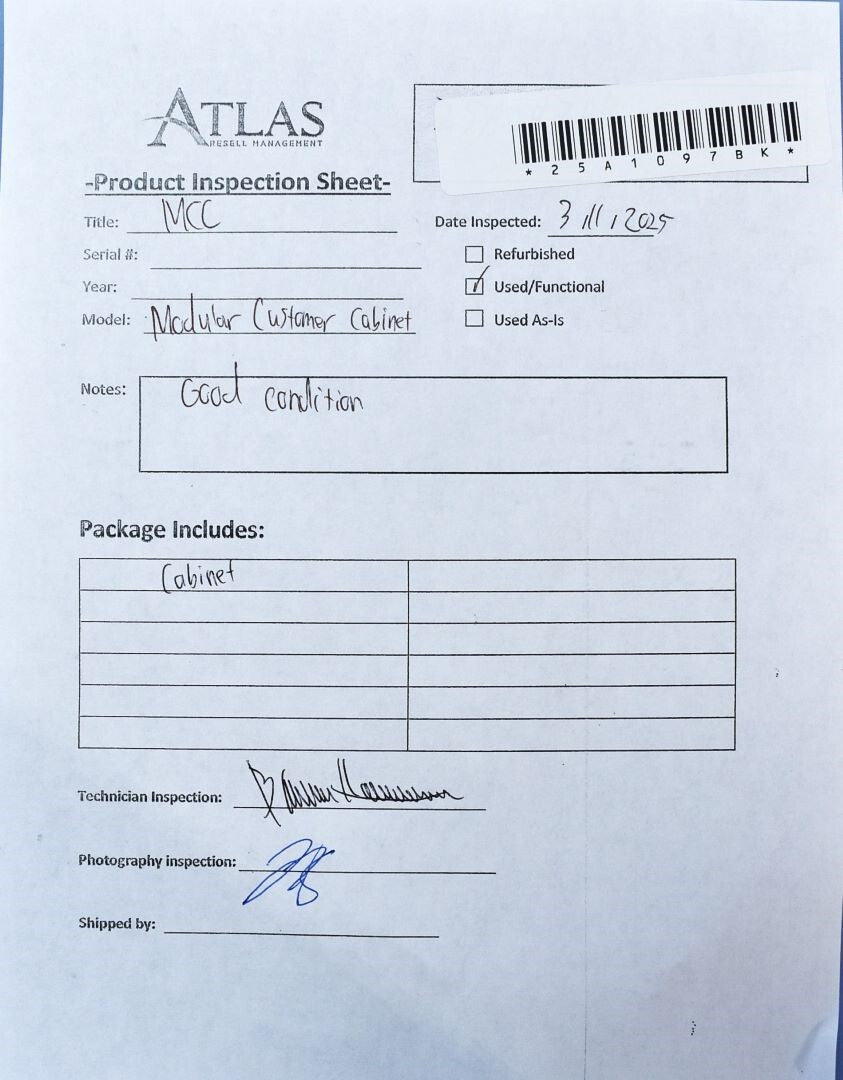 ATLAS
RESELL MANAGEMENT
*25A1097BK*
-Product Inspection Sheet-
Title: MCC
Date Inspected: 3/11/2025
Serial #:
Refurbished
Year:
Used/Functional
Model: Modular Customer Cabinet
Used As-Is
Notes: Good condition
Package Includes:
Cabinet
Technician Inspection:
Photography inspection:
Shipped by: